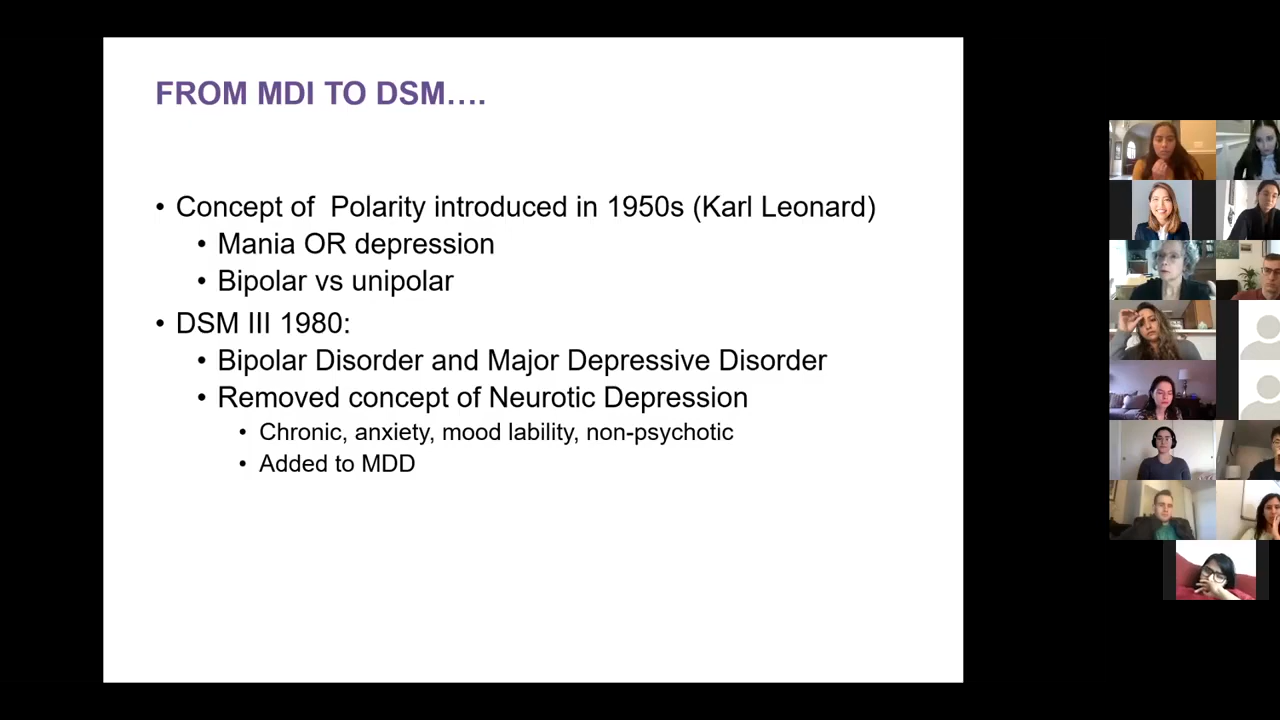 FROM MDI TO DSM....
• Concept of  Polarity introduced in 1950s (Karl Leonard)
• Mania OR depression
• Bipolar vs unipolar
• DSM III 1980:
• Bipolar Disorder and Major Depressive Disorder
• Removed concept of Neurotic Depression
• Chronic, anxiety, mood lability, non-psychotic
• Added to MDD